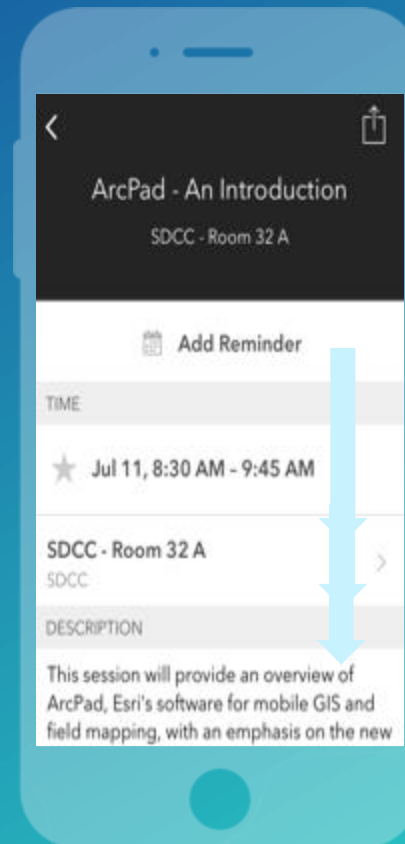 ArcPad - An Introduction
SDCC - Room 32 A
Add Reminder
TIME
Jul 11, 8:30 AM - 9:45 AM
SDCC - Room 32 A
SDCC
DESCRIPTION
This session will provide an overview of
ArcPad, Esri's software for mobile GIS and
field mapping, with an emphasis on the new